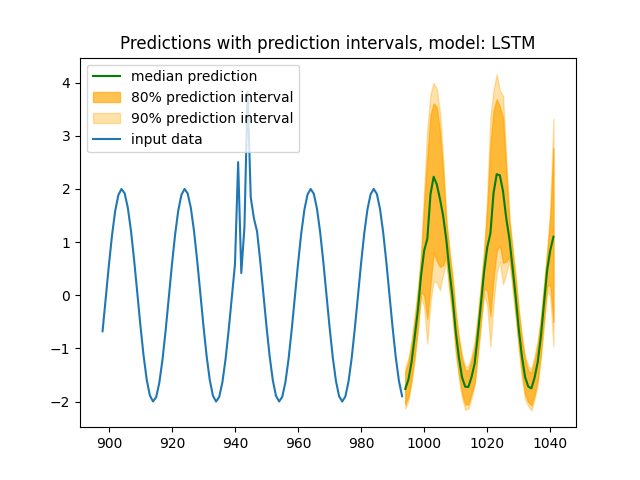 Predictions with prediction intervals, model: LSTM
median prediction
80% prediction interval
90% prediction interval
input data
4
3
2
1
0
−1
−2
900 920 940 960 980 1000 1020 1040